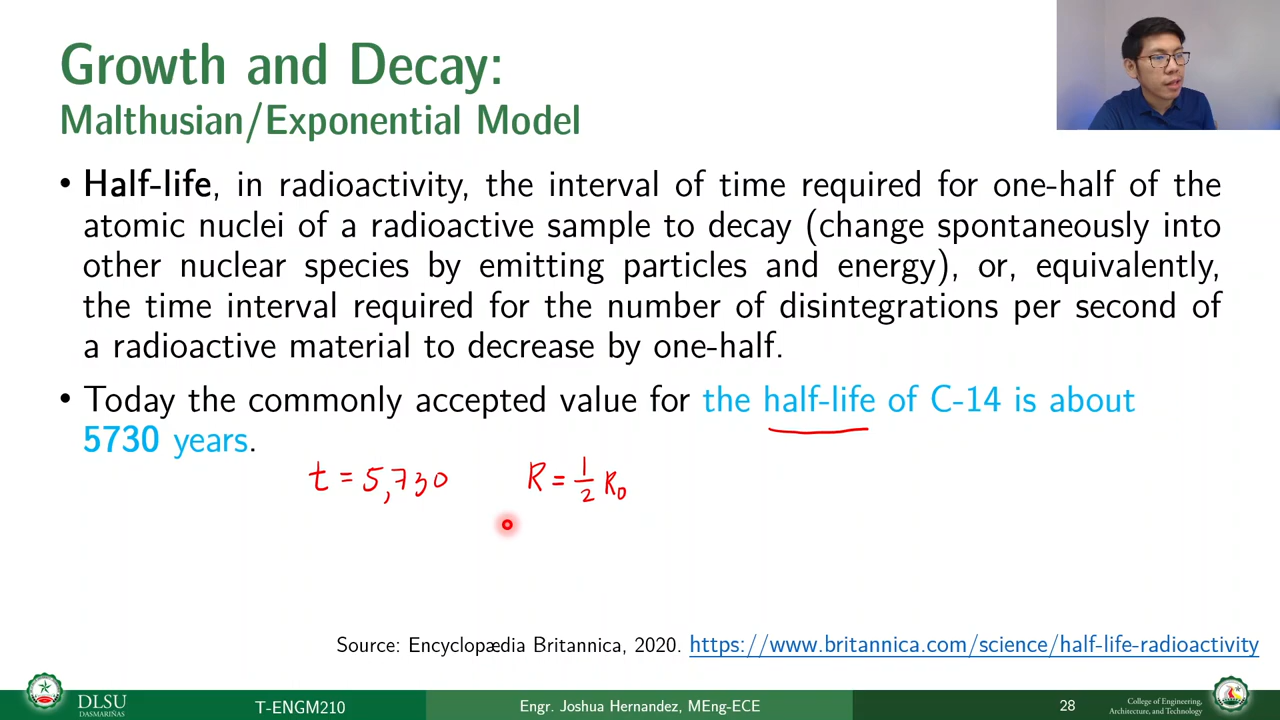 Growth and Decay:
Malthusian/Exponential Model
• Half-life, in radioactivity, the interval of time required for one-half of the
atomic nuclei of a radioactive sample to decay (change spontaneously into
other nuclear species by emitting particles and energy), or, equivalently,
the time interval required for the number of disintegrations per second of
a radioactive material to decrease by one-half.
• Today the commonly accepted value for the half-life of C-14 is about
5730 years.
t = 5,730 R = 1/2 R₀
Source: Encyclopædia Britannica, 2020. https://www.britannica.com/science/half-life-radioactivity
DLSU
DASMARIÑAS
T-ENGM210
Engr. Joshua Hernandez, MEng-ECE
28
College of Engineering,
Architecture, and Technology